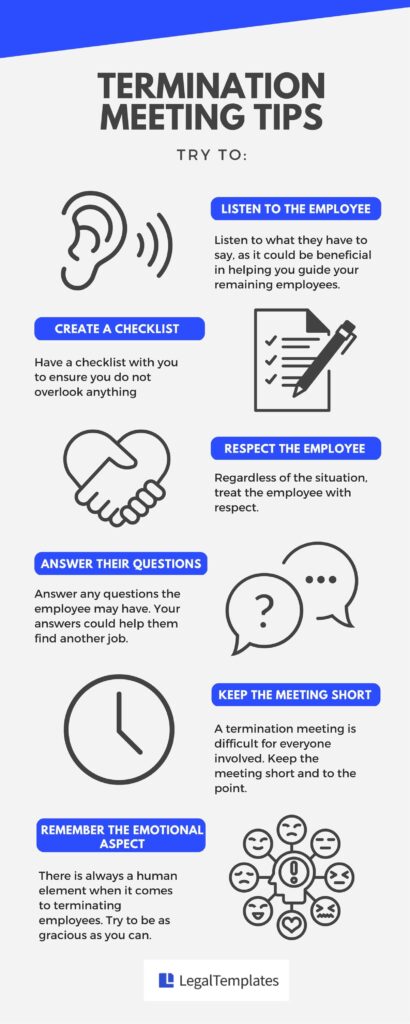 TERMINATION
MEETING TIPS
TRY TO:
LISTEN TO THE EMPLOYEE
Listen to what they have to
say, as it could be beneficial
in helping you guide your
remaining employees.
CREATE A CHECKLIST
Have a checklist with you
to ensure you do not
overlook anything
RESPECT THE EMPLOYEE
Regardless of the situation,
treat the employee with
respect.
ANSWER THEIR QUESTIONS
Answer any questions the
employee may have. Your
answers could help them
find another job.
?
KEEP THE MEETING SHORT
A termination meeting is
difficult for everyone
involved. Keep the
meeting short and to the
point.
REMEMBER THE EMOTIONAL
ASPECT
There is always a human
element when it comes
to terminating
employees. Try to be as
gracious as you can.
!
LegalTemplates